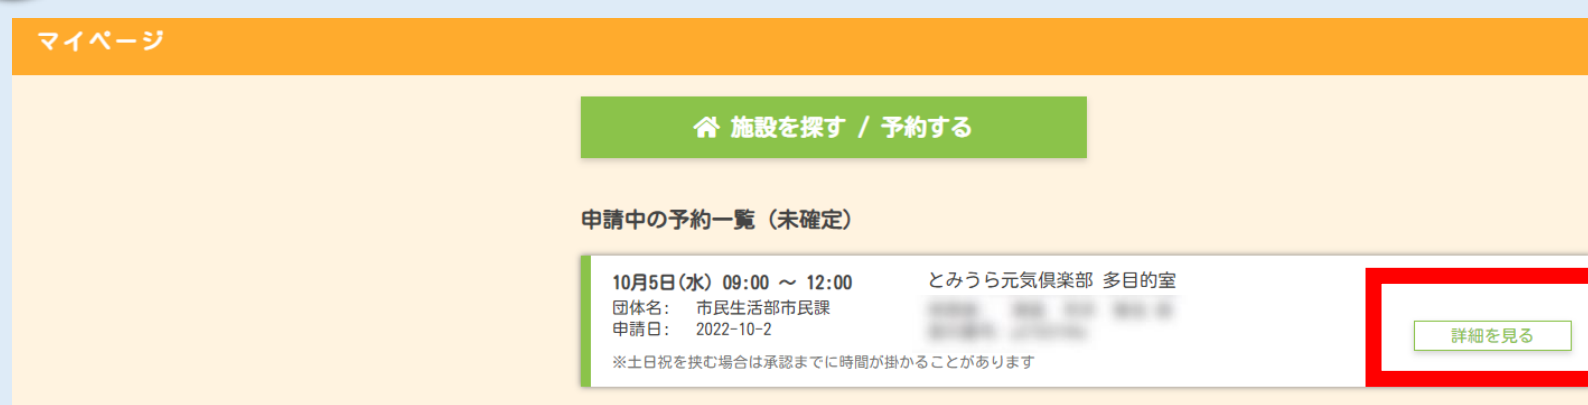 マイページ
施設を探す / 予約する
申請中の予約一覧（未確定）
10月5日(水) 09:00 ～ 12:00
とみうら元気倶楽部 多目的室
団体名： 市民生活部市民課
申請日： 2022-10-2
詳細を見る
※土日祝を挟む場合は承認までに時間が掛かることがあります